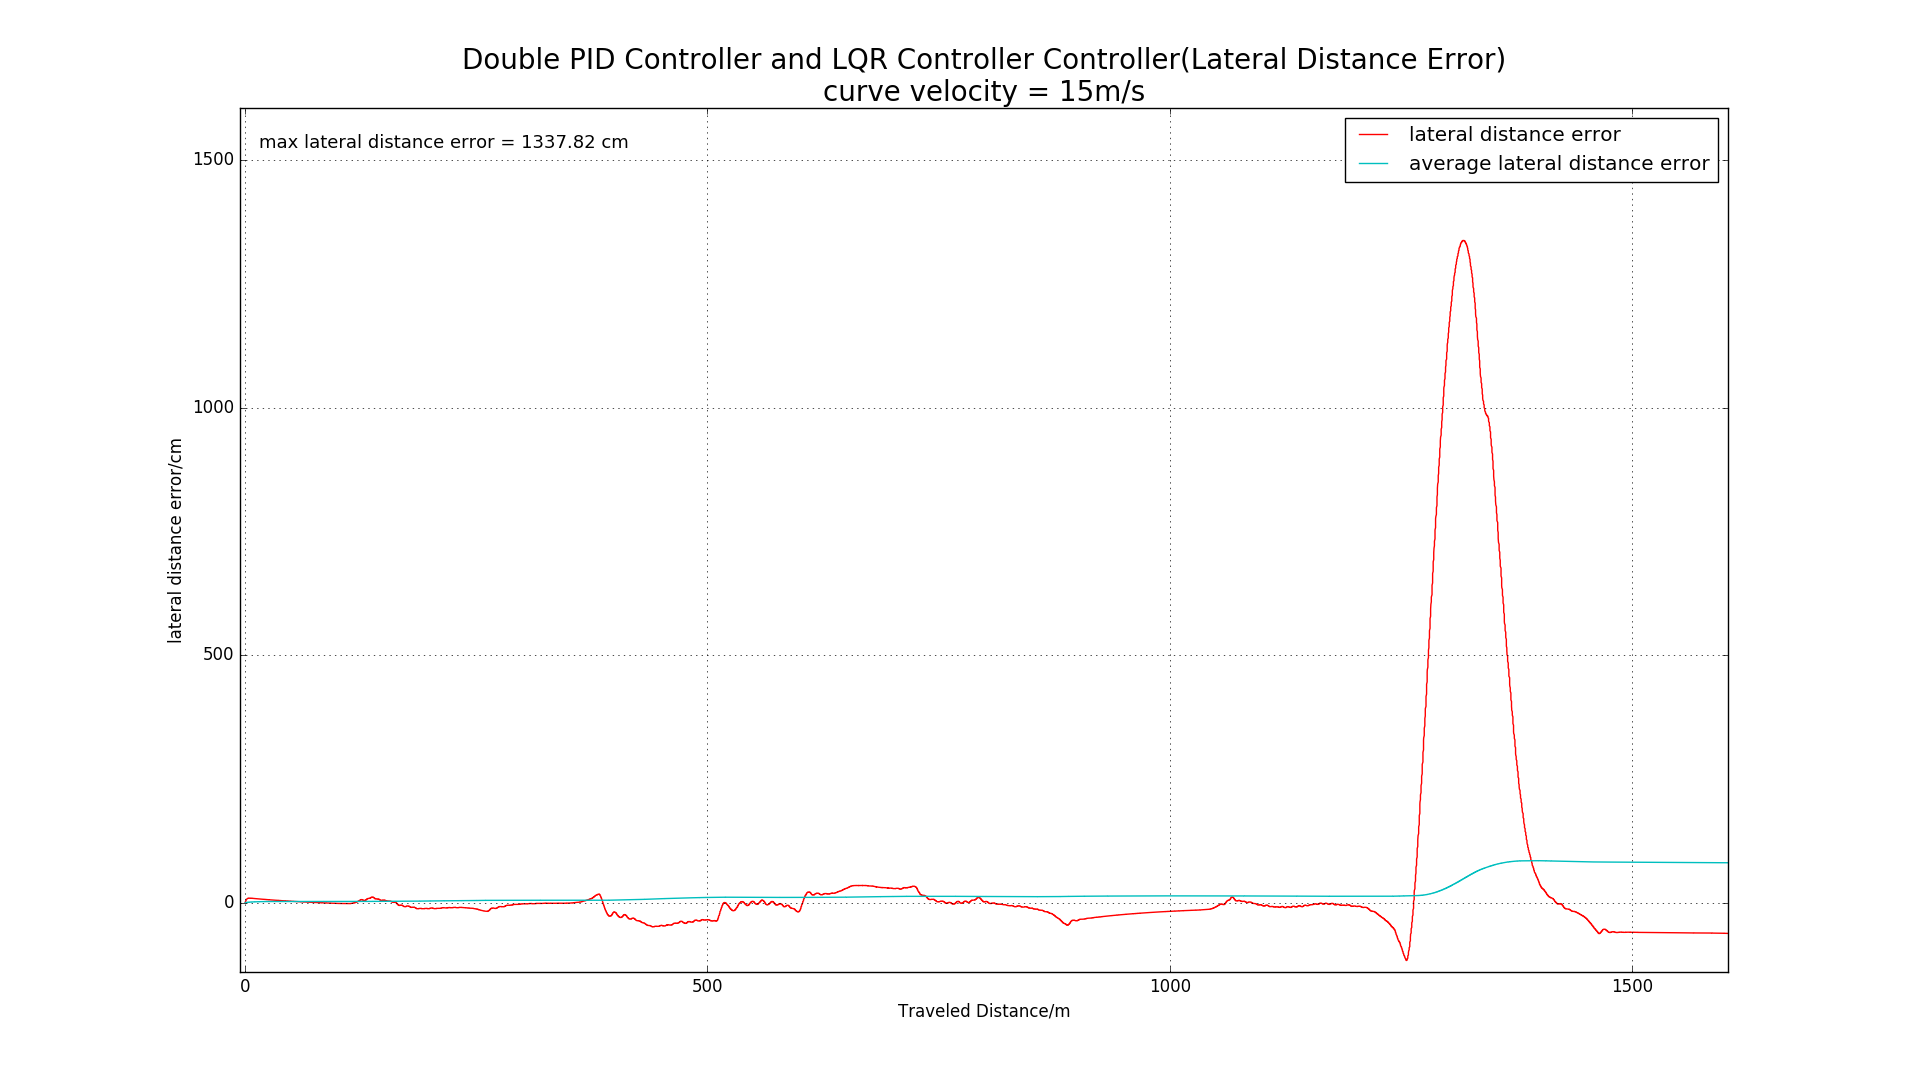 Double PID Controller and LQR Controller Controller(Lateral Distance Error)
curve velocity = 15m/s
max lateral distance error = 1337.82 cm
lateral distance error
average lateral distance error
1500
1000
500
0
lateral distance error/cm
0 500 1000 1500
Traveled Distance/m